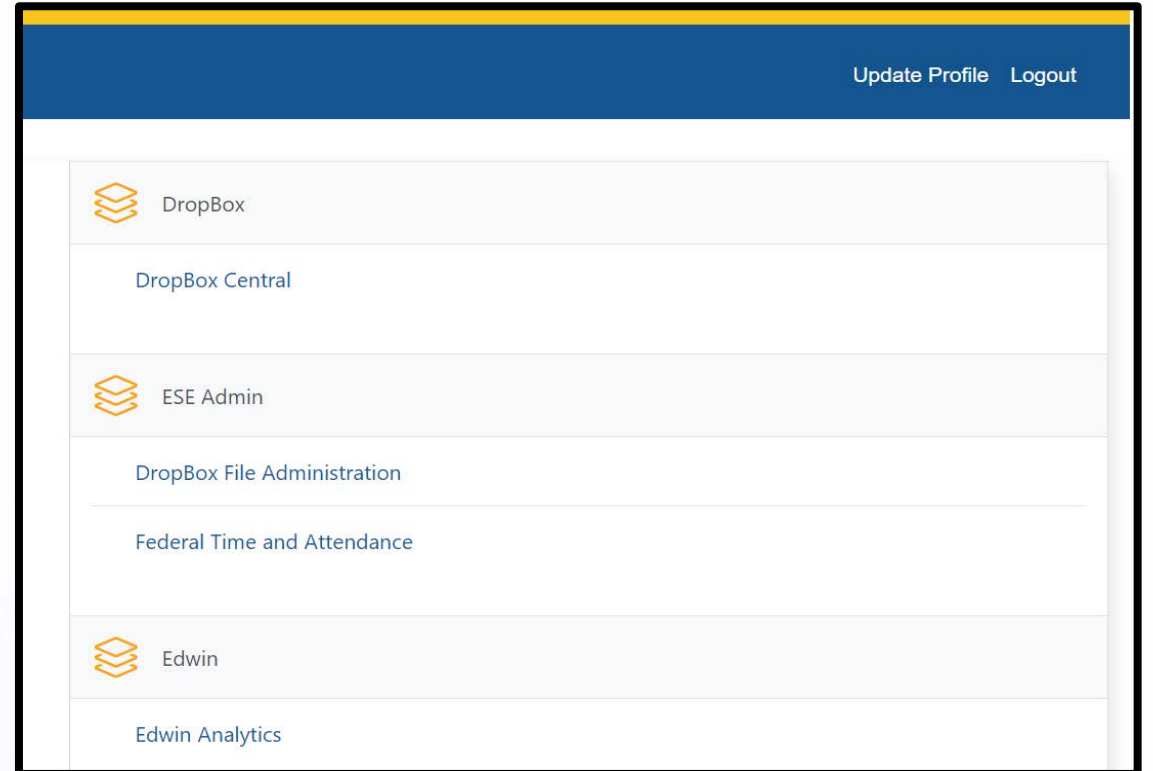 Update Profile Logout
DropBox
DropBox Central
ESE Admin
DropBox File Administration
Federal Time and Attendance
Edwin
Edwin Analytics